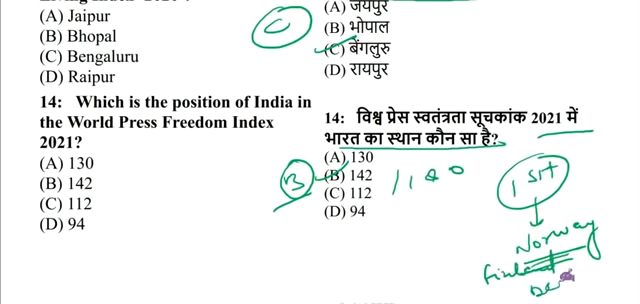 (A) Jaipur
(B) Bhopal
(C) Bengaluru
(D) Raipur
14: Which is the position of India in
the World Press Freedom Index
2021?
(A) 130
(B) 142
(C) 112
(D) 94
(A) जयपुर
(B) भोपाल
(C) बेंगलुरु
(D) रायपुर
C
14: विश्व प्रेस स्वतंत्रता सूचकांक 2021 में
भारत का स्थान कौन सा है?
(A) 130
(B) 142
(C) 112
(D) 94
B
180
1st
Norway